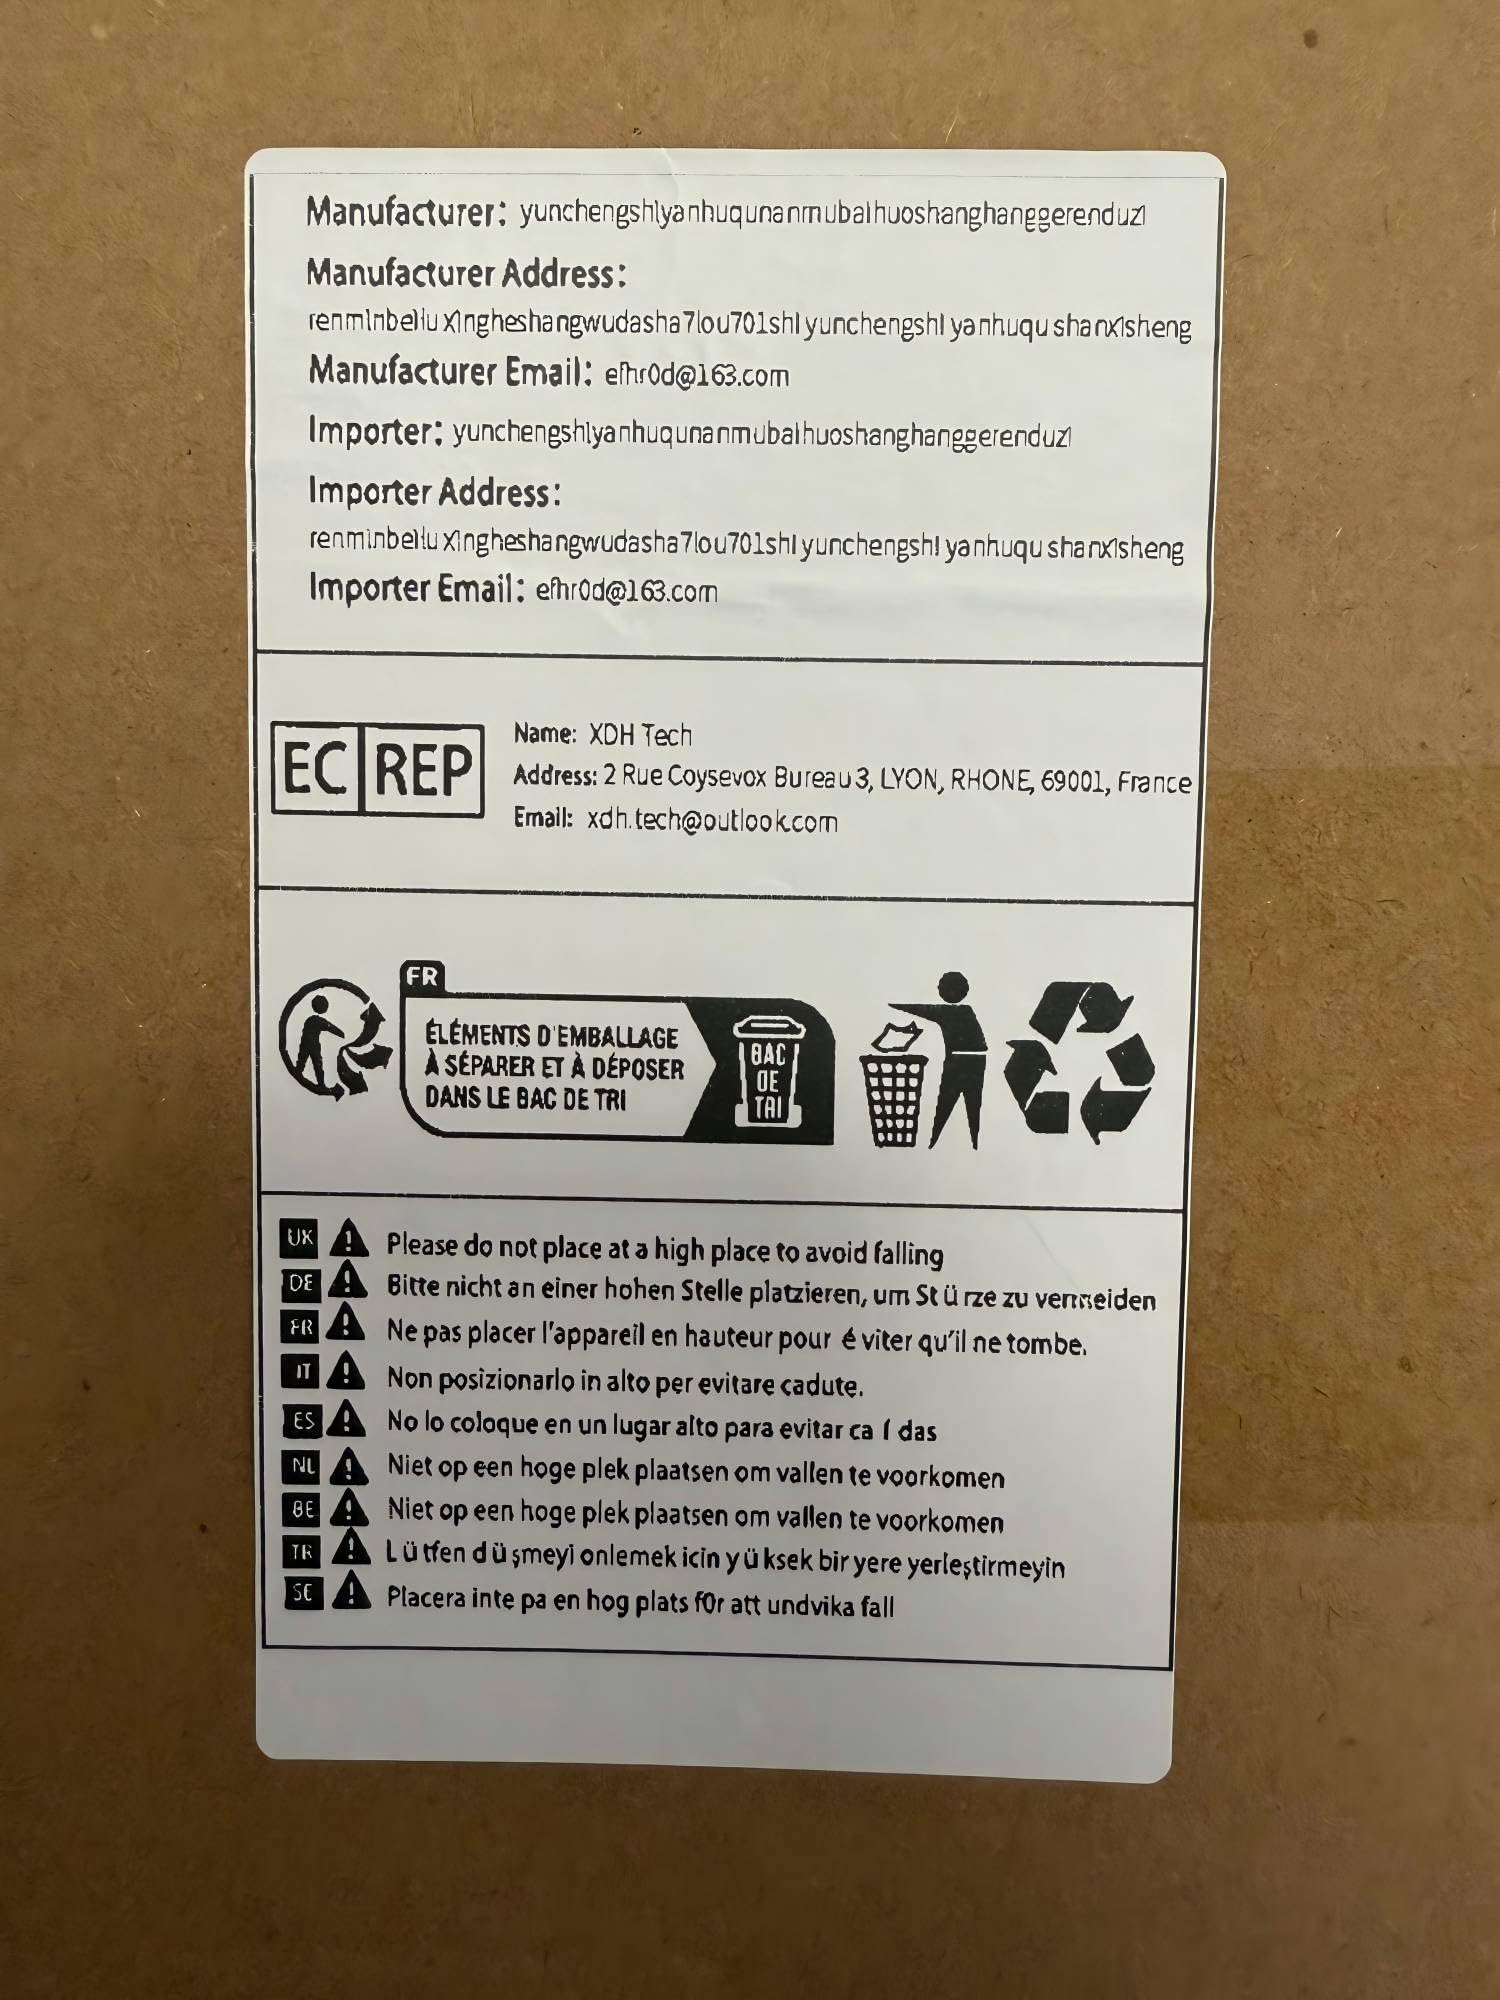 Manufacturer: yunchengshiyanhuqunanmubaihuoshanghanggerenduzi
Manufacturer Address:
renminbeilu xingheshangwudasha7lou701shi yunchengshi yanhuqu shanxisheng
Manufacturer Email: efhr0d@163.com
Importer: yunchengshiyanhuqunanmubaihuoshanghanggerenduzi
Importer Address:
renminbeilu xingheshangwudasha7lou701shi yunchengshi yanhuqu shanxisheng
Importer Email: efhr0d@163.com
EC REP
Name: XDH Tech
Address: 2 Rue Coysevox Bureau 3, LYON, RHONE, 69001, France
Email: xdh.tech@outlook.com
FR
ÉLÉMENTS D'EMBALLAGE
À SÉPARER ET À DÉPOSER
DANS LE BAC DE TRI
BAC
DE
TRI
UK Please do not place at a high place to avoid falling
DE Bitte nicht an einer hohen Stelle platzieren, um St ü rze zu vermeiden
FR Ne pas placer l'appareil en hauteur pour é viter qu'il ne tombe.
IT Non posizionarlo in alto per evitare cadute.
ES No lo coloque en un lugar alto para evitar ca í das
NL Niet op een hoge plek plaatsen om vallen te voorkomen
BE Niet op een hoge plek plaatsen om vallen te voorkomen
TR L ü tfen d ü şmeyi onlemek icin y ü ksek bir yere yerleştirmeyin
SE Placera inte pa en hog plats f0r att undvika fall